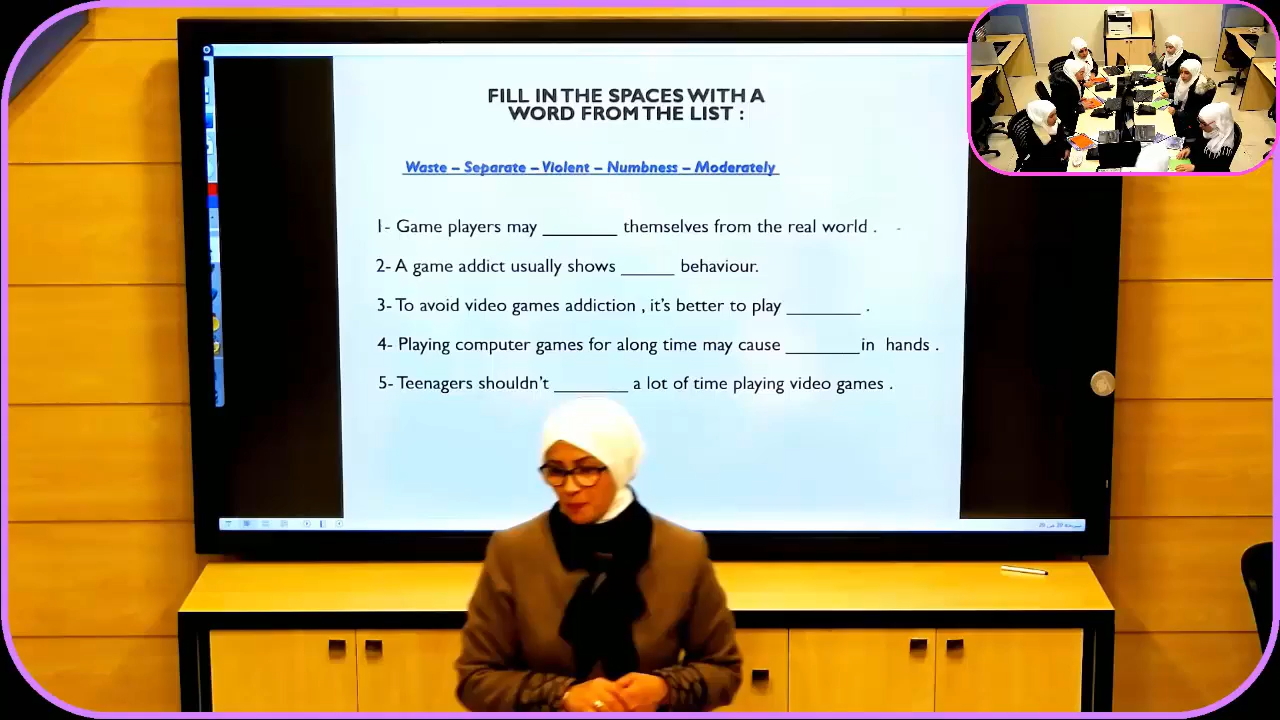 FILL IN THE SPACES WITH A
WORD FROM THE LIST :
Waste – Separate – Violent – Numbness – Moderately
1- Game players may ________ themselves from the real world .
2- A game addict usually shows ______ behaviour.
3- To avoid video games addiction , it's better to play ________ .
4- Playing computer games for along time may cause ________in hands .
5- Teenagers shouldn't ________ a lot of time playing video games .